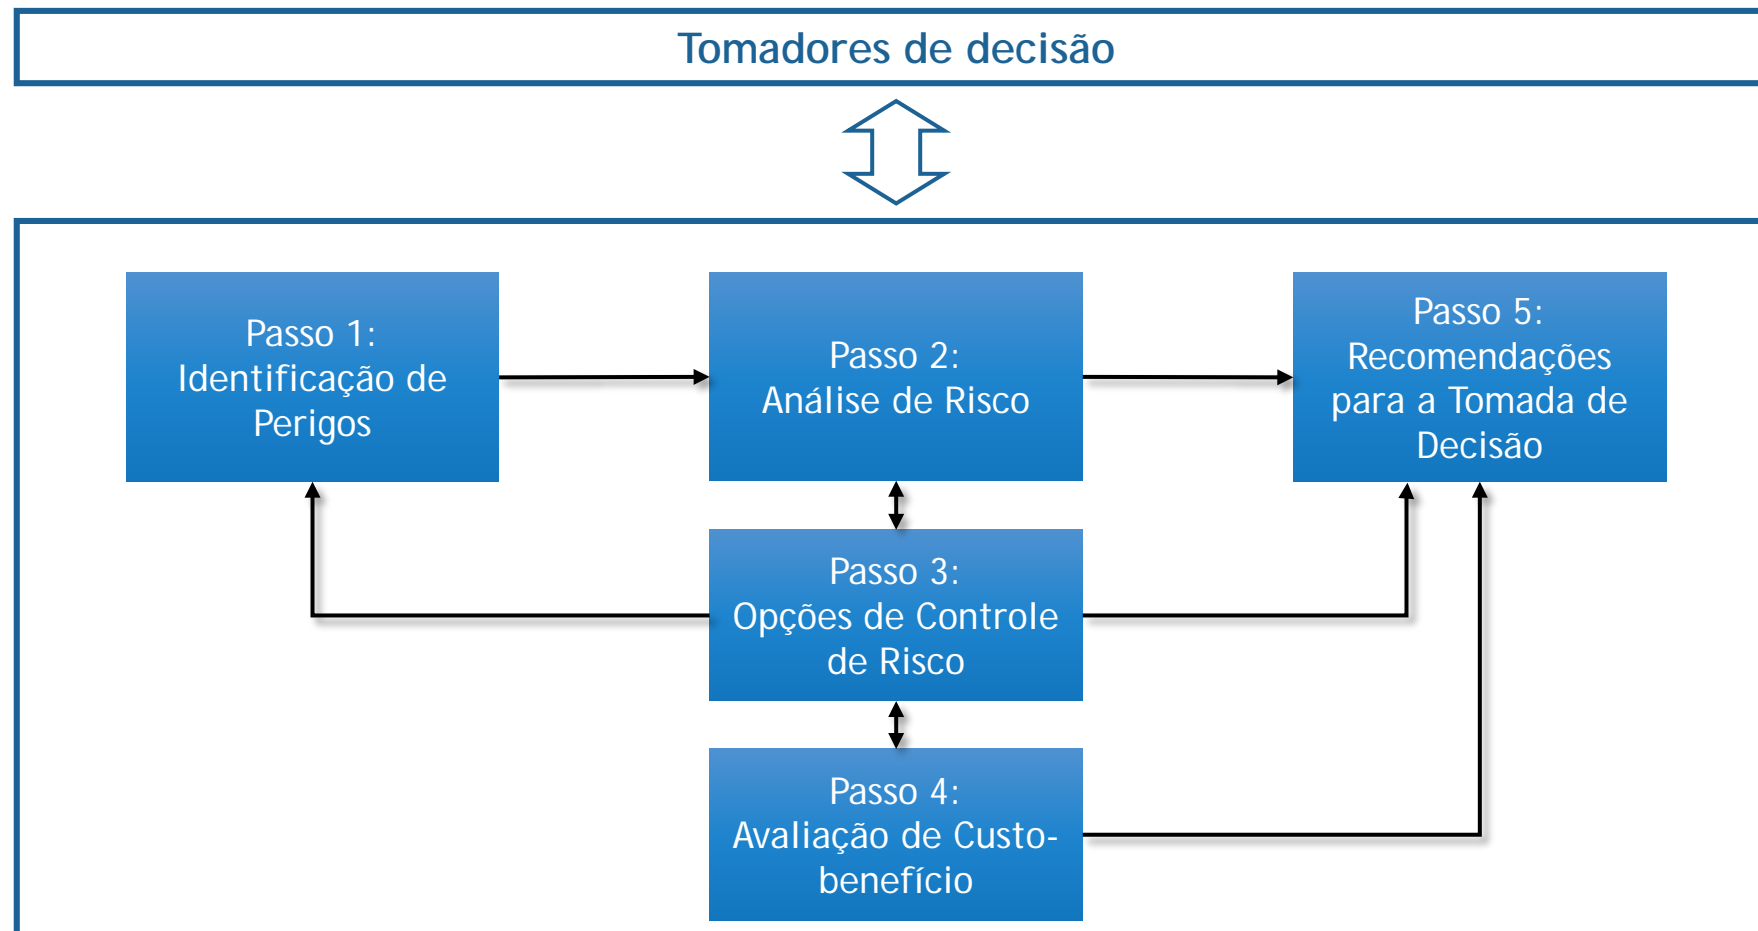 Tomadores de decisão
Passo 1:
Identificação de
Perigos
Passo 2:
Análise de Risco
Passo 5:
Recomendações
para a Tomada de
Decisão
Passo 3:
Opções de Controle
de Risco
Passo 4:
Avaliação de Custo-
benefício